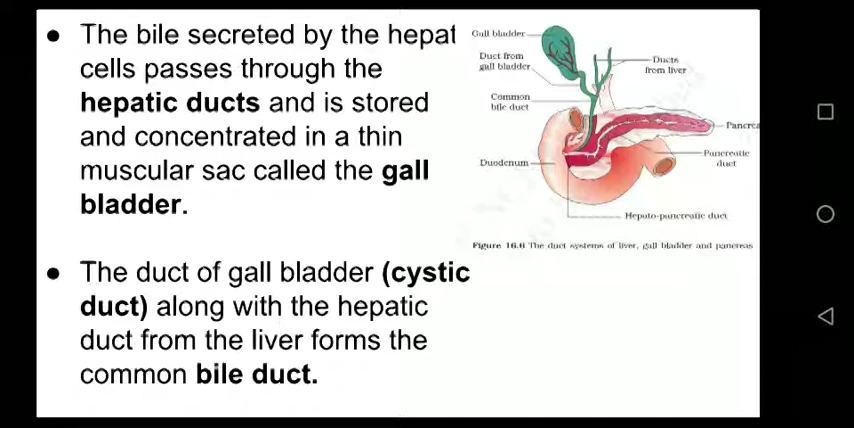 The bile secreted by the hepat
cells passes through the
hepatic ducts and is stored
and concentrated in a thin
muscular sac called the gall
bladder.
The duct of gall bladder (cystic
duct) along with the hepatic
duct from the liver forms the
common bile duct.
Gall bladder
Duct from
gall bladder
Common
bile duct
Duodenum
Ducts
from liver
Pancrea
Pancreatic
duct
Hepato-pancreatic duct
Figure 16.6 The duct systems of liver, gall bladder and pancreas